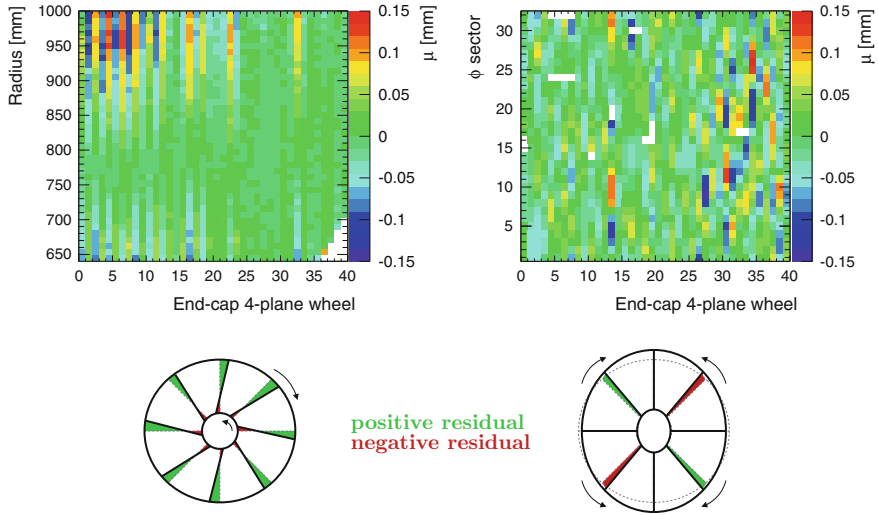 Radius [mm]
1000
950
900
850
800
750
700
650
0 5 10 15 20 25 30 35 40
End-cap 4-plane wheel
0.15
0.1
0.05
0
-0.05
-0.1
-0.15
μ [mm]
ϕ sector
30
25
20
15
10
5
0 5 10 15 20 25 30 35 40
End-cap 4-plane wheel
0.15
0.1
0.05
0
-0.05
-0.1
-0.15
μ [mm]
positive residual
negative residual